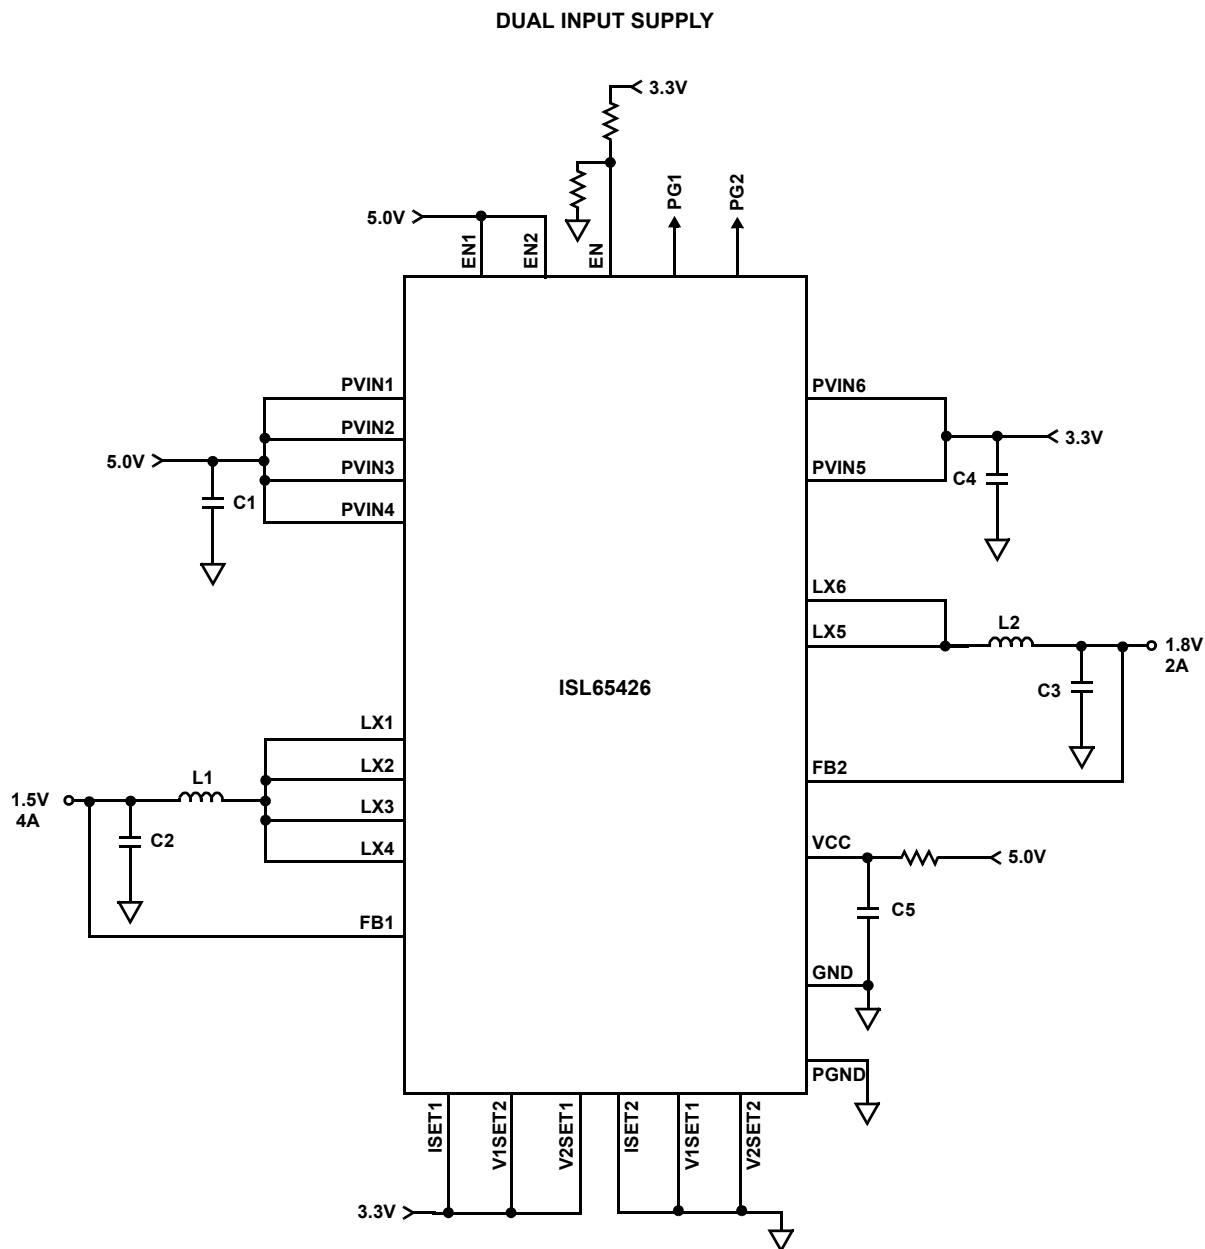 DUAL INPUT SUPPLY
3.3V
PG1
PG2
5.0V
EN1
EN2
EN
PVIN1
PVIN2
PVIN3
PVIN4
5.0V
C1
PVIN6
PVIN5
3.3V
C4
LX6
LX5
L2
1.8V
2A
C3
ISL65426
LX1
LX2
LX3
LX4
L1
1.5V
4A
C2
FB1
FB2
VCC
5.0V
C5
GND
PGND
ISET1
V1SET2
V2SET1
ISET2
V1SET1
V2SET2
3.3V